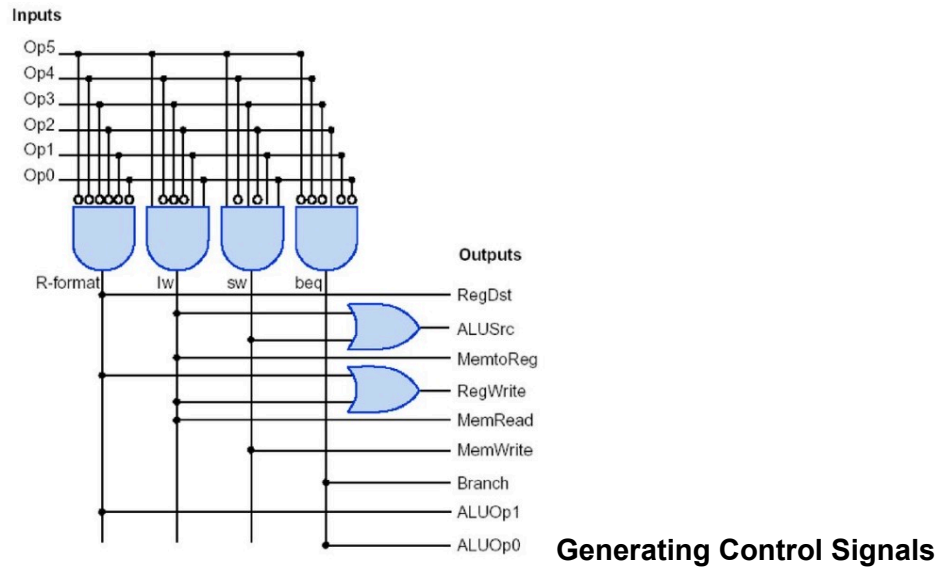 Inputs
Op5
Op4
Op3
Op2
Op1
Op0
R-format lw sw beq
Outputs
RegDst
ALUSrc
MemtoReg
RegWrite
MemRead
MemWrite
Branch
ALUOp1
ALUOp0
Generating Control Signals